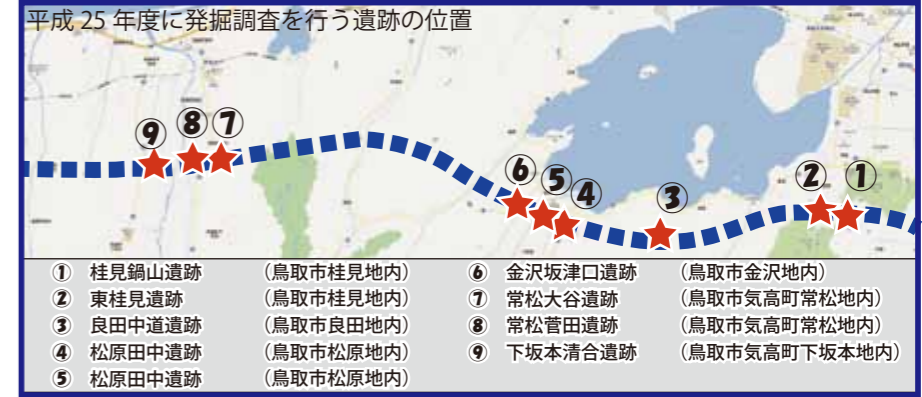 平成 25 年度に発掘調査を行う遺跡の位置
⑨ ⑧ ⑦ ⑥ ⑤ ④ ③ ② ①
① 桂見鍋山遺跡 （鳥取市桂見地内）
② 東桂見遺跡 （鳥取市桂見地内）
③ 良田中道遺跡 （鳥取市良田地内）
④ 松原田中遺跡 （鳥取市松原地内）
⑤ 松原田中遺跡 （鳥取市松原地内）
⑥ 金沢坂津口遺跡 （鳥取市金沢地内）
⑦ 常松大谷遺跡 （鳥取市気高町常松地内）
⑧ 常松菅田遺跡 （鳥取市気高町常松地内）
⑨ 下坂本清合遺跡 （鳥取市気高町下坂本地内）